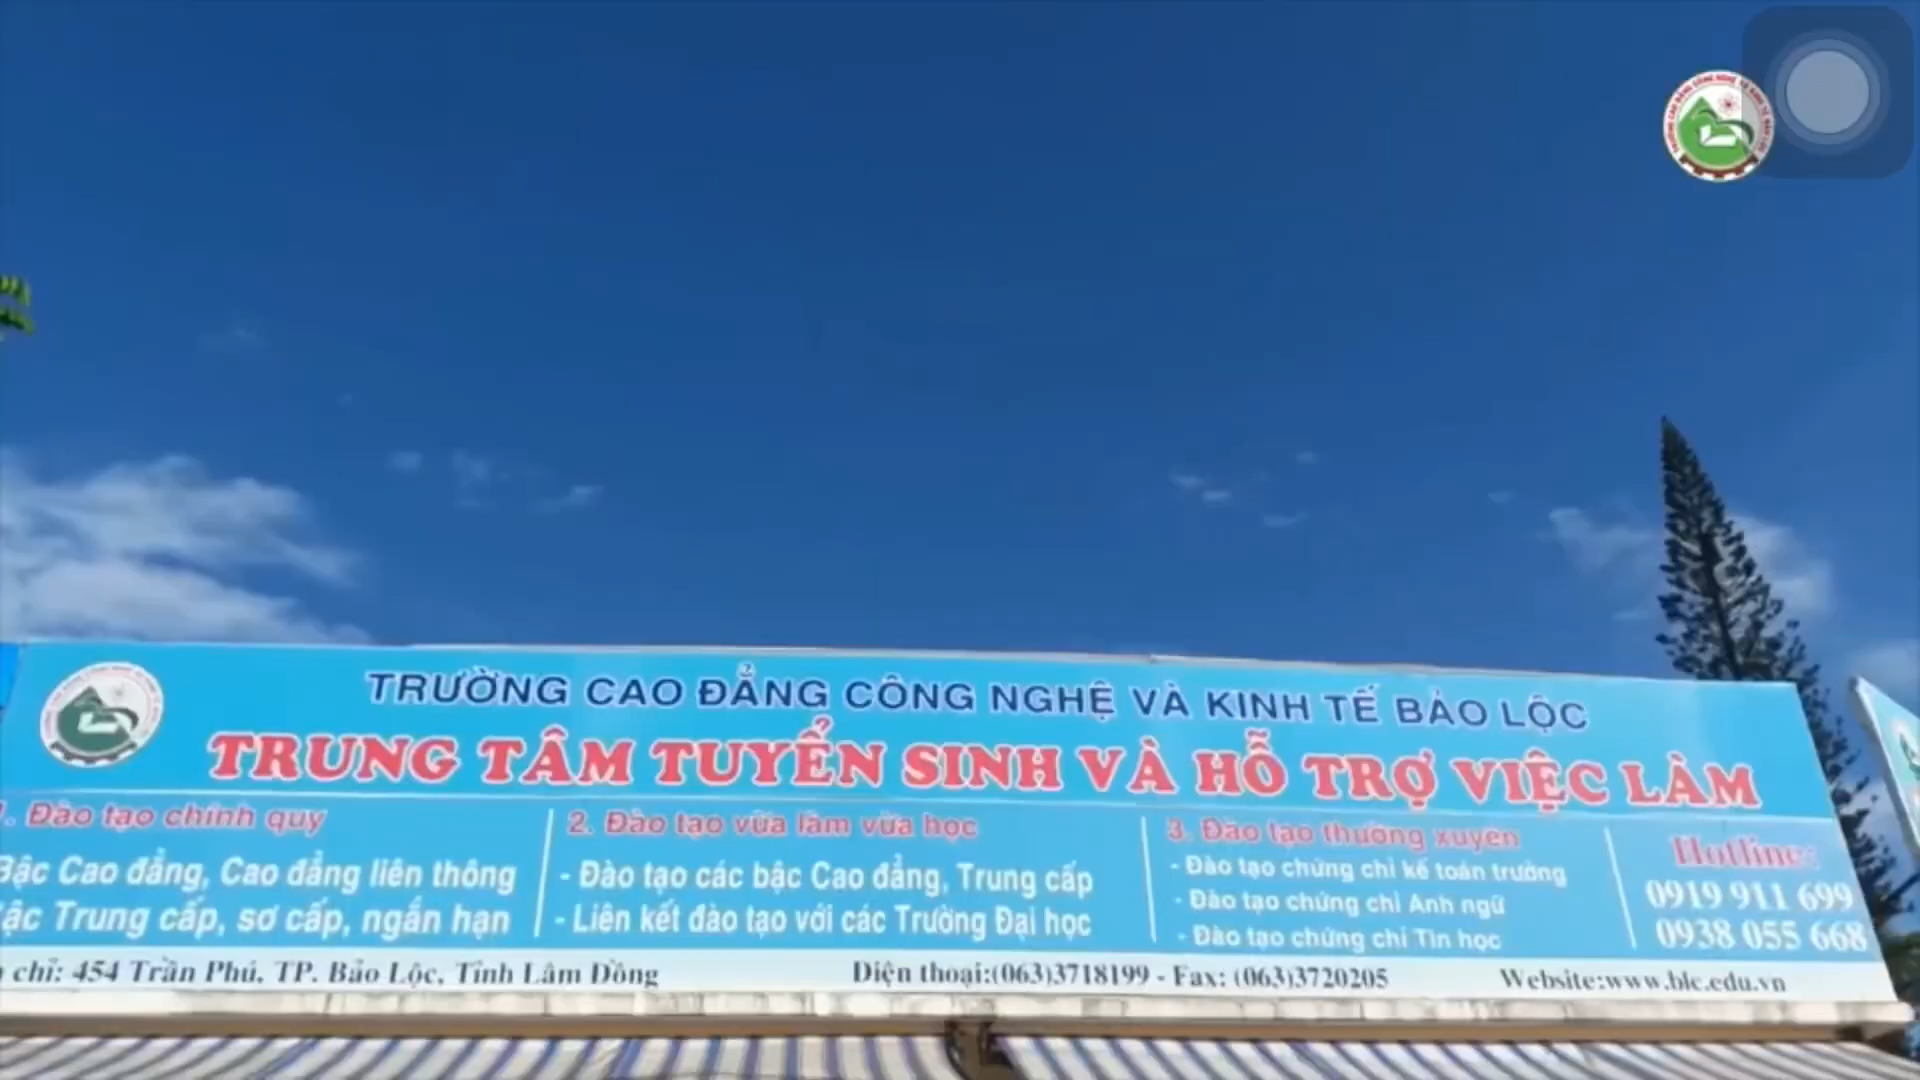 TRƯỜNG CAO ĐẲNG CÔNG NGHỆ VÀ KINH TẾ BẢO LỘC
TRUNG TÂM TUYỂN SINH VÀ HỖ TRỢ VIỆC LÀM
1. Đào tạo chính quy
Bậc Cao đẳng, Cao đẳng liên thông
Bậc Trung cấp, sơ cấp, ngắn hạn
2. Đào tạo vừa làm vừa học
- Đào tạo các bậc Cao đẳng, Trung cấp
- Liên kết đào tạo với các Trường Đại học
3. Đào tạo thường xuyên
- Đào tạo chứng chỉ kế toán trưởng
- Đào tạo chứng chỉ Anh ngữ
- Đào tạo chứng chỉ Tin học
Hotline:
0919 911 699
0938 055 668
chỉ: 454 Trần Phú, TP. Bảo Lộc, Tỉnh Lâm Đồng
Điện thoại:(063)3718199 - Fax: (063)3720205
Website:www.blc.edu.vn